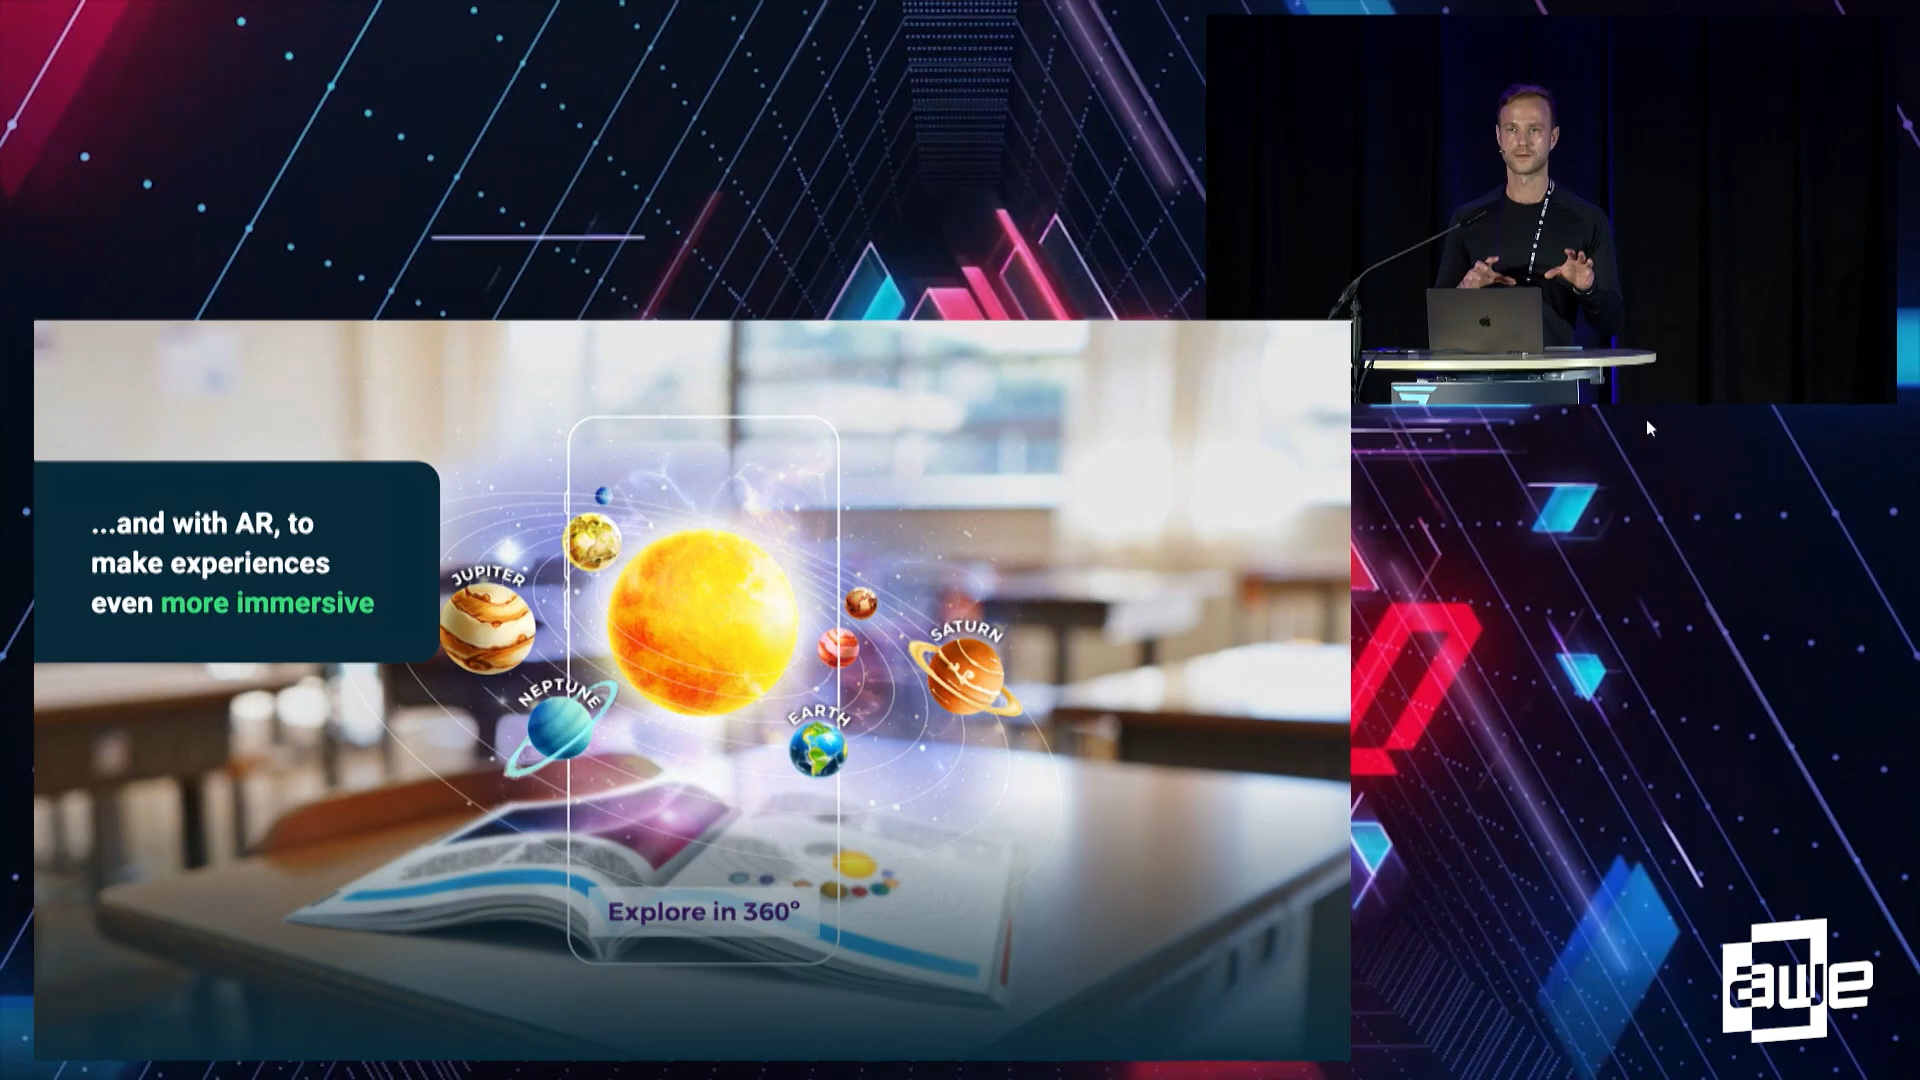 ...and with AR, to
make experiences
even more immersive
JUPITER
NEPTUNE
SATURN
EARTH
Explore in 360°
awe